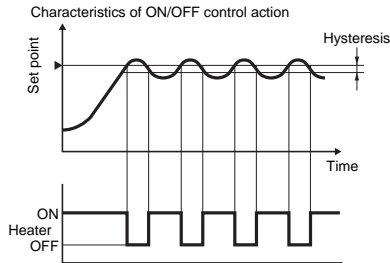 Characteristics of ON/OFF control action
Hysteresis
Set point
Time
ON
Heater
OFF